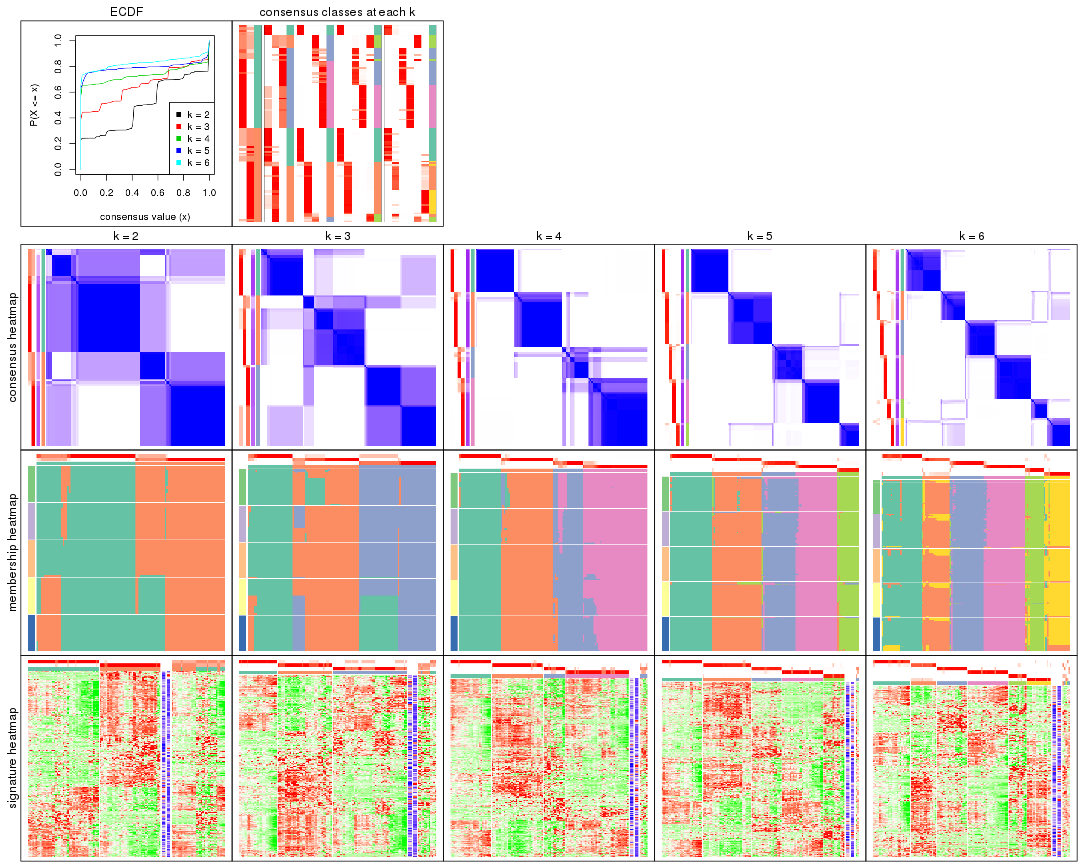 ECDF
consensus classes at each k
P(X <= x)
0.0 0.2 0.4 0.6 0.8 1.0
k = 2
k = 3
k = 4
k = 5
k = 6
0.0 0.2 0.4 0.6 0.8 1.0
consensus value (x)
k = 2
k = 3
k = 4
k = 5
k = 6
consensus heatmap
membership heatmap
signature heatmap